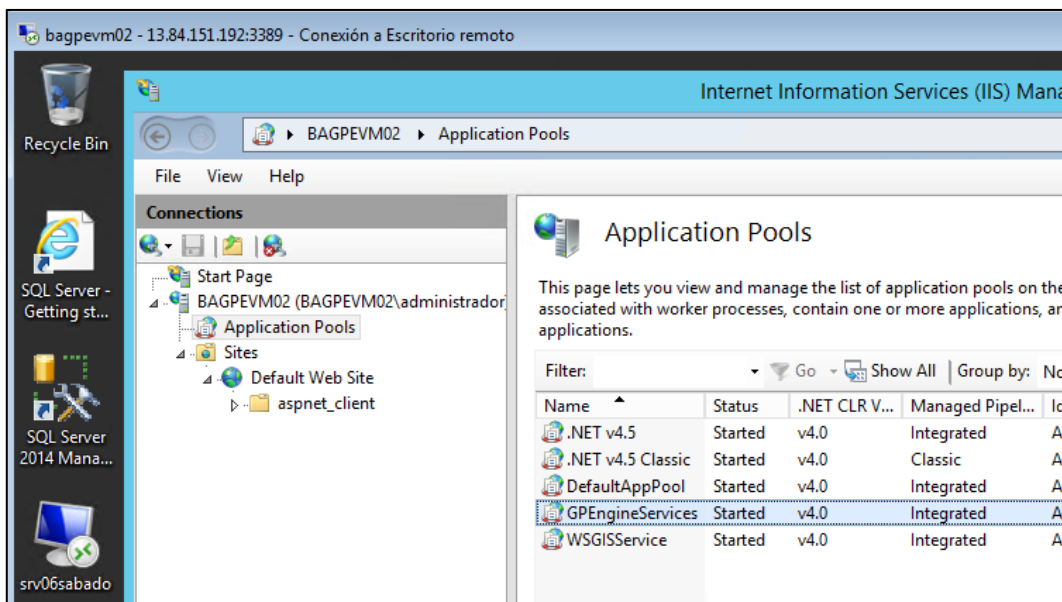 bagpevm02 - 13.84.151.192:3389 - Conexión a Escritorio remoto
Recycle Bin
SQL Server -
Getting st...
SQL Server
2014 Mana...
srv06sabado
Internet Information Services (IIS) Mana
BAGPEVM02 Application Pools
File View Help
Connections
Start Page
BAGPEVM02 (BAGPEVM02\administrador
Application Pools
Sites
Default Web Site
aspnet_client
Application Pools
This page lets you view and manage the list of application pools on the
associated with worker processes, contain one or more applications, an
applications.
Filter: Go Show All Group by: No
Name Status .NET CLR V... Managed Pipel... Id
.NET v4.5 Started v4.0 Integrated A
.NET v4.5 Classic Started v4.0 Classic A
DefaultAppPool Started v4.0 Integrated A
GPEngineServices Started v4.0 Integrated A
WSGISService Started v4.0 Integrated A